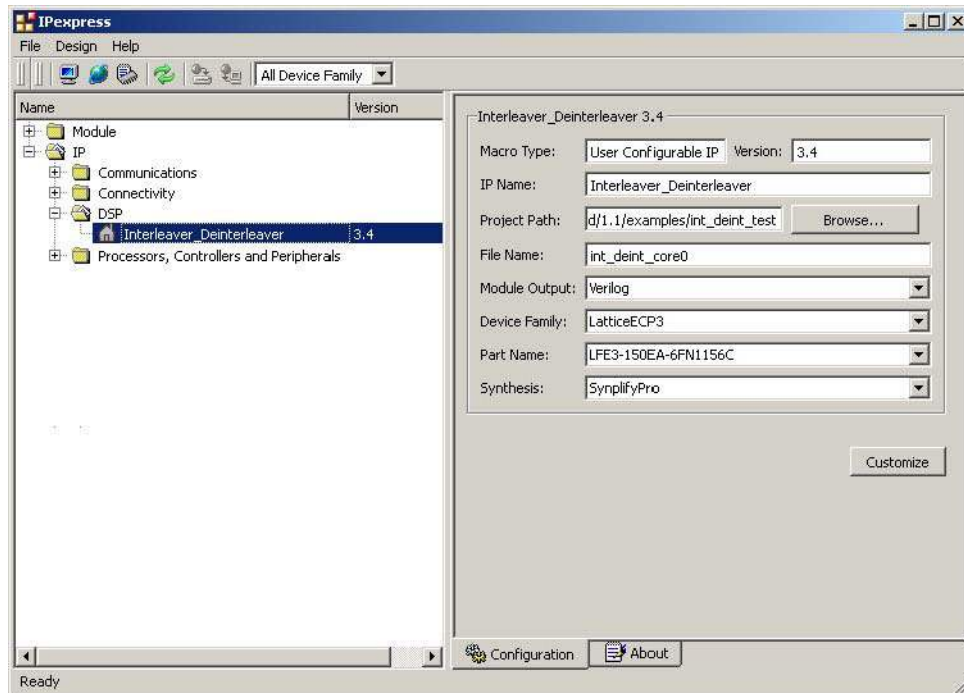 IPexpress
File Design Help
All Device Family
Name Version
Module
IP
Communications
Connectivity
DSP
Interleaver_Deinterleaver 3.4
Processors, Controllers and Peripherals
Interleaver_Deinterleaver 3.4
Macro Type: User Configurable IP Version: 3.4
IP Name: Interleaver_Deinterleaver
Project Path: d/1.1/examples/int_deint_test Browse...
File Name: int_deint_core0
Module Output: Verilog
Device Family: LatticeECP3
Part Name: LFE3-150EA-6FN1156C
Synthesis: SynplifyPro
Customize
Configuration About
Ready